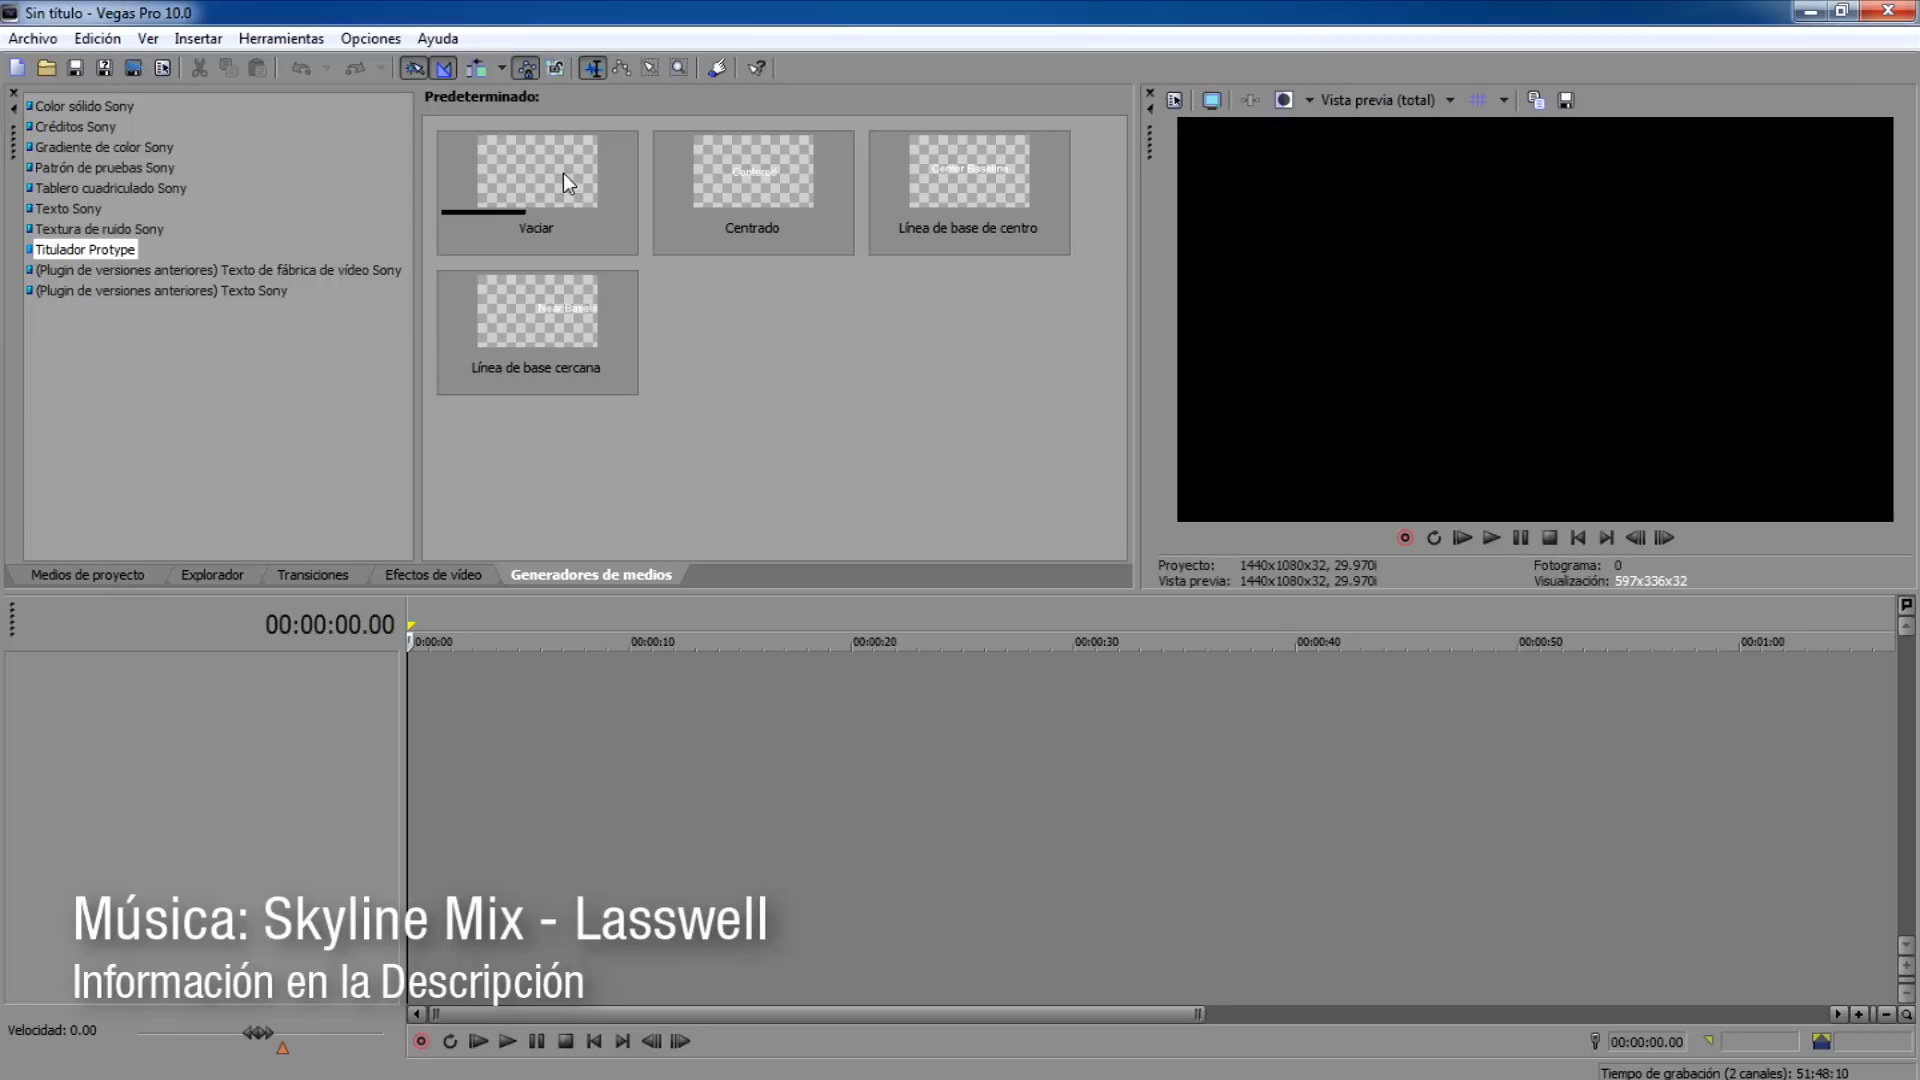 Sin título - Vegas Pro 10.0
Archivo Edición Ver Insertar Herramientas Opciones Ayuda
Color sólido Sony
Créditos Sony
Gradiente de color Sony
Patrón de pruebas Sony
Tablero cuadriculado Sony
Texto Sony
Textura de ruido Sony
Titulador Protype
(Plugin de versiones anteriores) Texto de fábrica de vídeo Sony
(Plugin de versiones anteriores) Texto Sony
Predeterminado:
Vaciar
Centered
Centrado
Center Baseline
Línea de base de centro
Línea de base cercana
Vista previa (total)
Medios de proyecto Explorador Transiciones Efectos de vídeo Generadores de medios
Proyecto: 1440x1080x32, 29.970i Fotograma: 0
Vista previa: 1440x1080x32, 29.970i Visualización: 597x336x32
00:00:00.00
0:00:00 00:00:10 00:00:20 00:00:30 00:00:40 00:00:50 00:01:00
Música: Skyline Mix - Lasswell
Información en la Descripción
Velocidad: 0.00
00:00:00.00
Tiempo de grabación (2 canales): 51:48:10